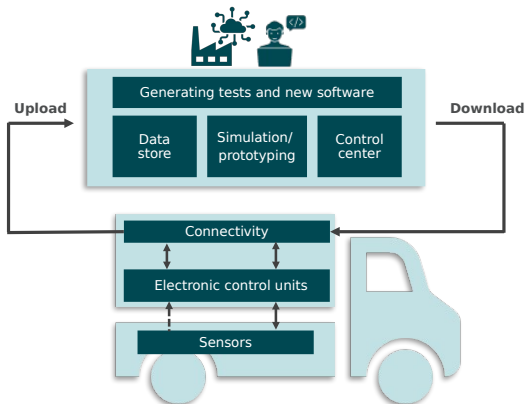 Generating tests and new software
Upload
Download
Data
store
Simulation/
prototyping
Control
center
Connectivity
Electronic control units
Sensors